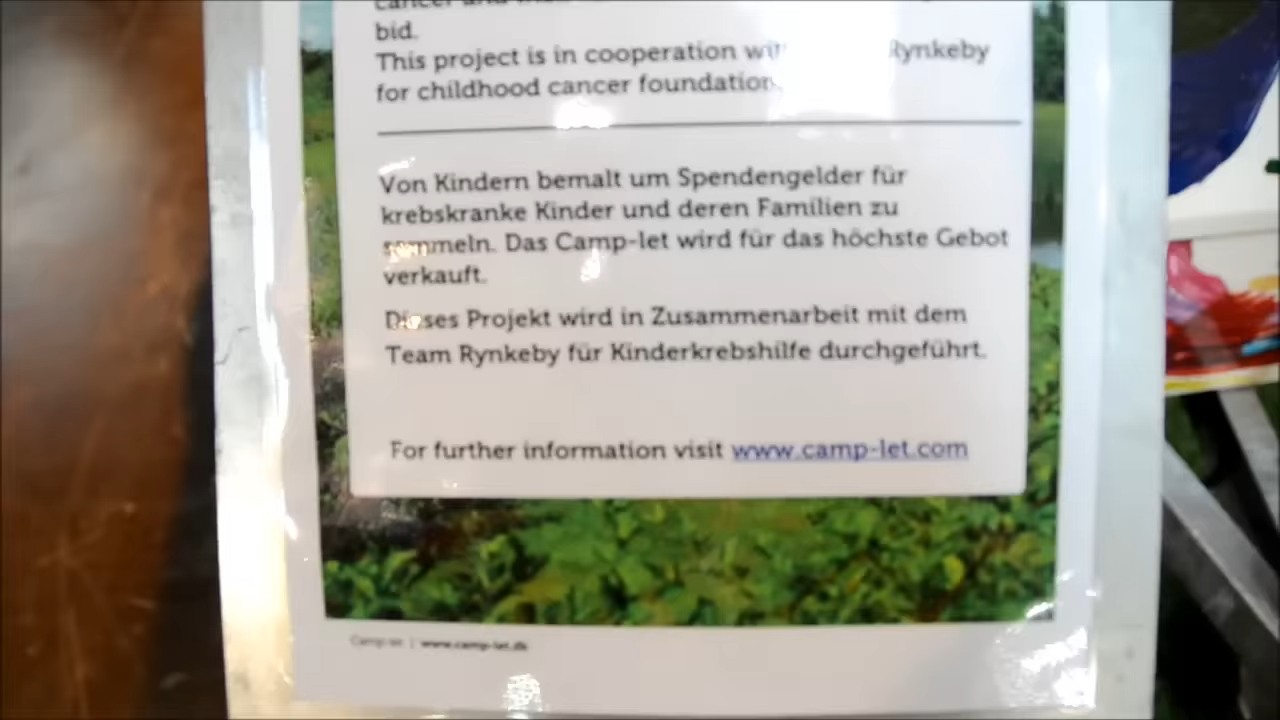 cancer and
bid.
This project is in cooperation with Rynkeby
for childhood cancer foundation.
Von Kindern bemalt um Spendengelder für
krebskranke Kinder und deren Familien zu
sammeln. Das Camp-let wird für das höchste Gebot
verkauft.
Dieses Projekt wird in Zusammenarbeit mit dem
Team Rynkeby für Kinderkrebshilfe durchgeführt.
For further information visit www.camp-let.com
| www.camp-let.dk